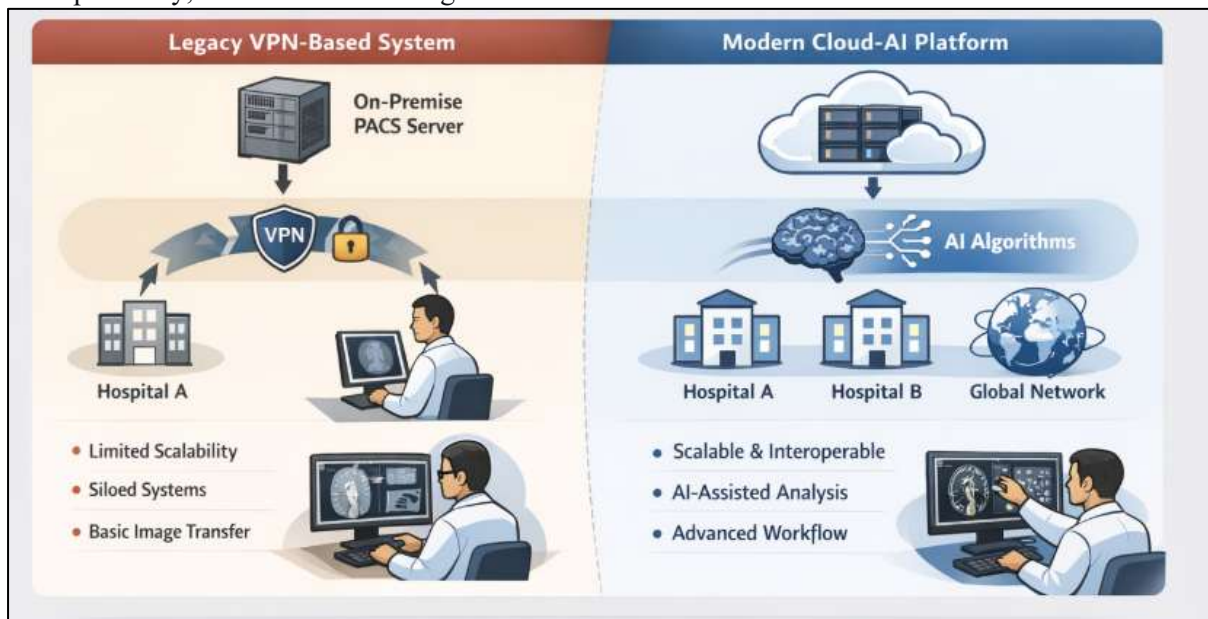 Legacy VPN-Based System
Modern Cloud-AI Platform
On-Premise
PACS Server
VPN
AI Algorithms
Hospital A
Hospital A
Hospital B
Global Network
• Limited Scalability
• Siloed Systems
• Basic Image Transfer
• Scalable & Interoperable
• AI-Assisted Analysis
• Advanced Workflow